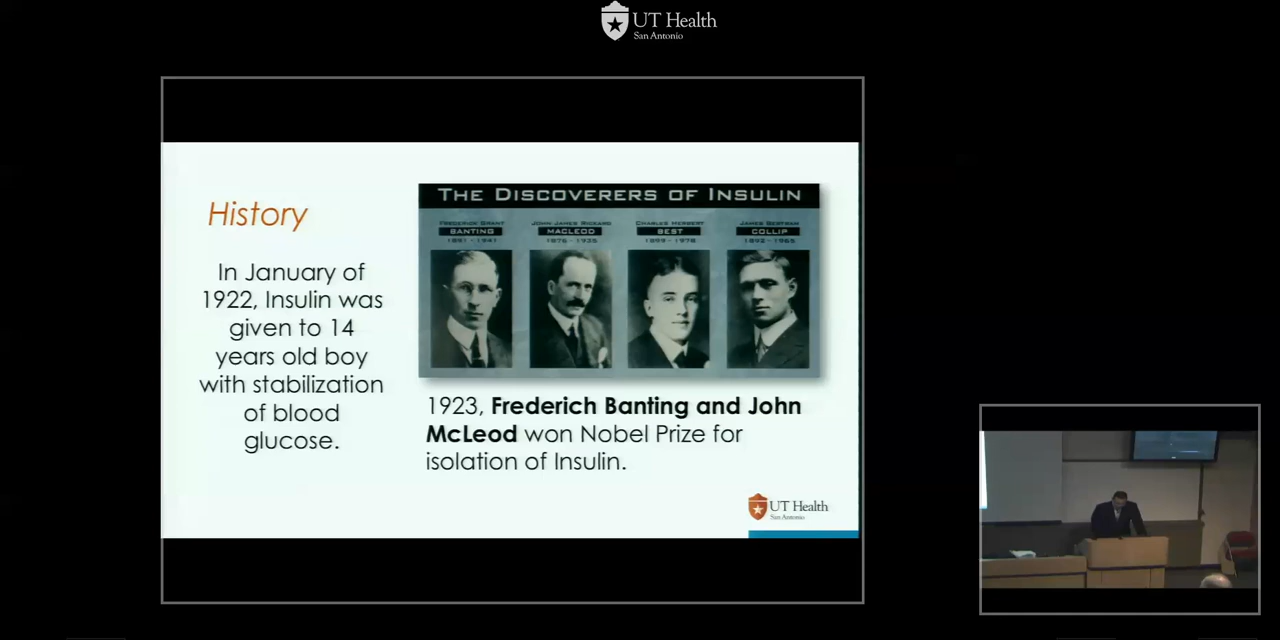 UT Health
San Antonio
History
In January of
1922, Insulin was
given to 14
years old boy
with stabilization
of blood
glucose.
THE DISCOVERERS OF INSULIN
FREDERICK GRANT
BANTING
1891 - 1941
JOHN JAMES RICKARD
MACLEOD
1876 - 1935
CHARLES HERBERT
BEST
1899 - 1978
JAMES BERTRAM
COLLIP
1892 - 1965
1923, Frederich Banting and John
McLeod won Nobel Prize for
isolation of Insulin.
UT Health
San Antonio